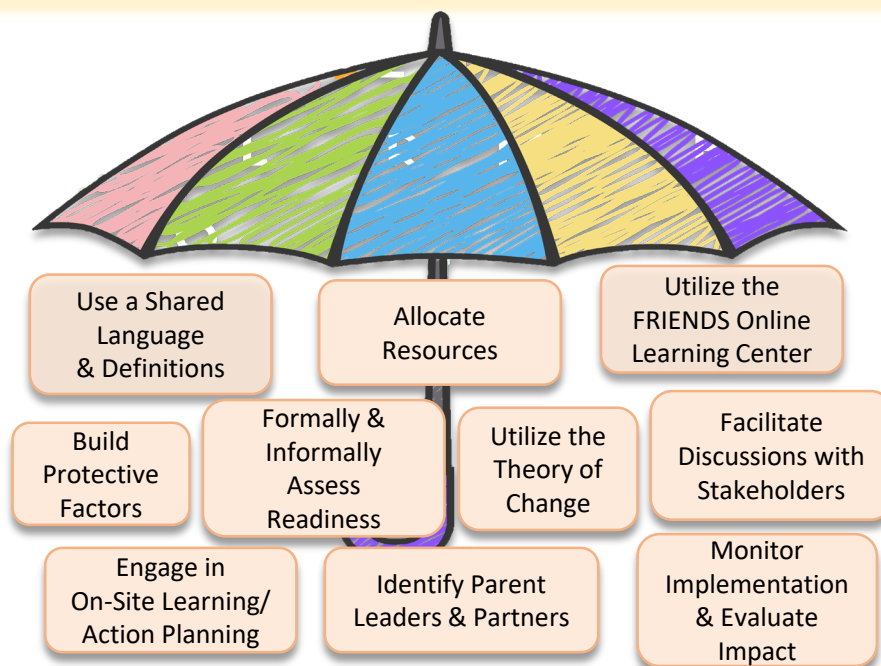 Use a Shared
Language
& Definitions
Allocate
Resources
Utilize the
FRIENDS Online
Learning Center
Build
Protective
Factors
Formally &
Informally
Assess
Readiness
Utilize the
Theory of
Change
Facilitate
Discussions with
Stakeholders
Engage in
On-Site Learning/
Action Planning
Identify Parent
Leaders & Partners
Monitor
Implementation
& Evaluate
Impact